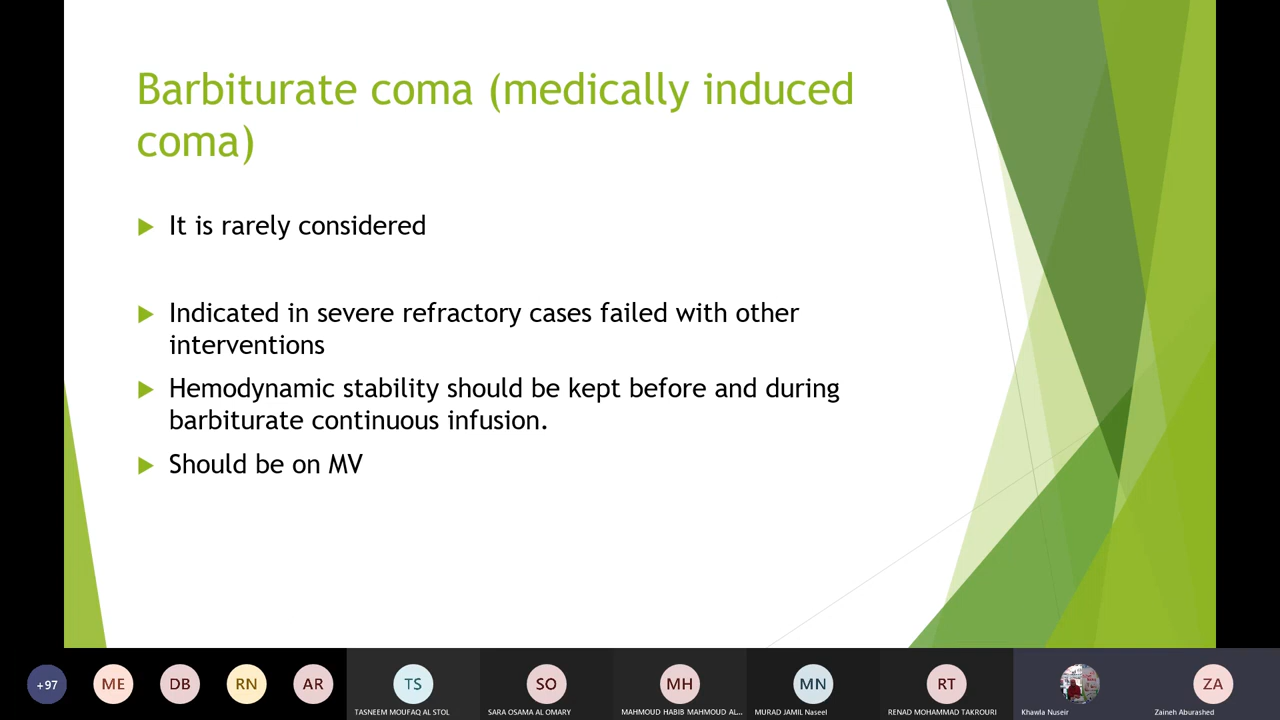 Barbiturate coma (medically induced
coma)
It is rarely considered
Indicated in severe refractory cases failed with other
interventions
Hemodynamic stability should be kept before and during
barbiturate continuous infusion.
Should be on MV
+97
ME
DB
RN
AR
TS
SO
MH
MN
RT
ZA
TASNEEM MOUFAQ AL STOL
SARA OSAMA AL OMARY
MAHMOUD HABIB MAHMOUD AL...
MURAD JAMIL Naseel
RENAD MOHAMMAD TAKROURI
Khawla Nuseir
Zaineh Aburashed